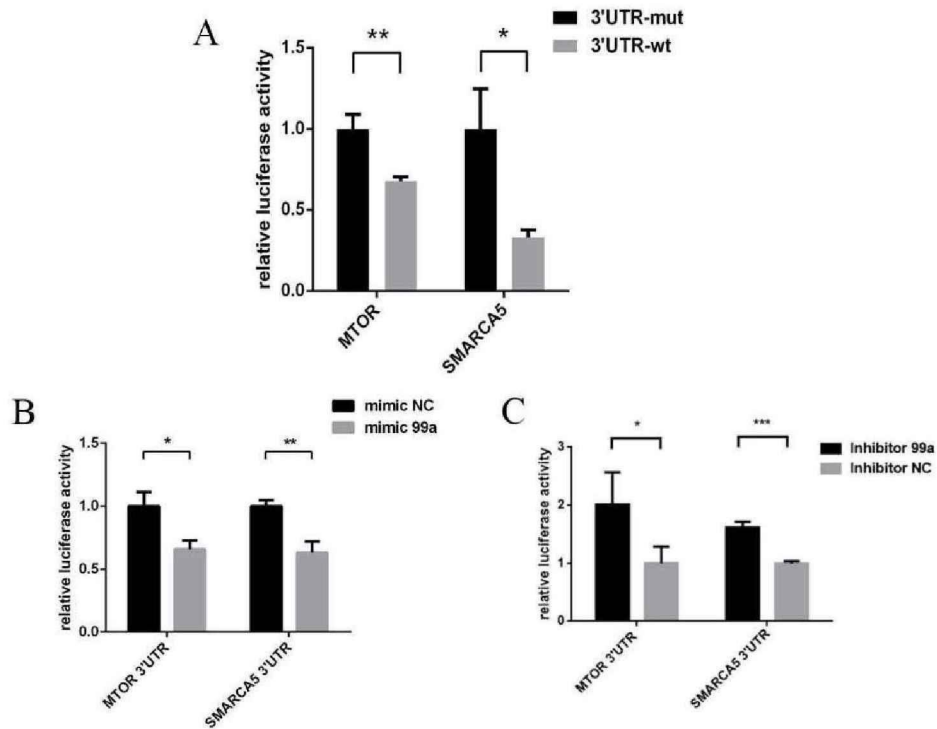 A
3'UTR-mut
3'UTR-wt
relative luciferase activity
1.5
1.0
0.5
0.0
**
*
MTOR
SMARCA5
B
mimic NC
mimic 99a
relative luciferase activity
1.5
1.0
0.5
0.0
*
**
MTOR 3'UTR
SMARCA5 3'UTR
C
Inhibitor 99a
Inhibitor NC
relative luciferase activity
3
2
1
0
*
***
MTOR 3'UTR
SMARCA5 3'UTR